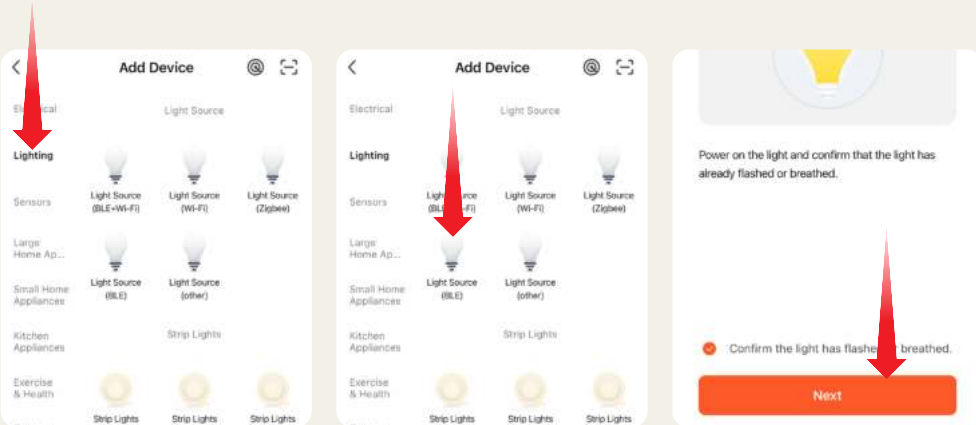 Add Device
Electrical
Light Source
Lighting
Light Source
(BLE+Wi-Fi)
Light Source
(Wi-Fi)
Light Source
(Zigbee)
Sensors
Large
Home Ap...
Light Source
(BLE)
Light Source
(other)
Small Home
Appliances
Kitchen
Appliances
Strip Lights
Exercise
& Health
Strip Lights
Strip Lights
Strip Lights
Add Device
Electrical
Light Source
Lighting
Light Source
(BLE+Wi-Fi)
Light Source
(Wi-Fi)
Light Source
(Zigbee)
Sensors
Large
Home Ap...
Light Source
(BLE)
Light Source
(other)
Small Home
Appliances
Kitchen
Appliances
Strip Lights
Exercise
& Health
Strip Lights
Strip Lights
Strip Lights
Power on the light and confirm that the light has
already flashed or breathed.
Confirm the light has flashed or breathed.
Next